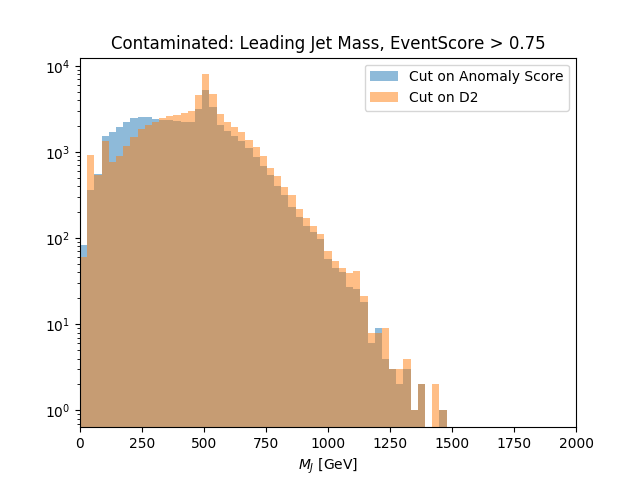 Contaminated: Leading Jet Mass, EventScore > 0.75
Cut on Anomaly Score
Cut on D2
10⁴
10³
10²
10¹
10⁰
0 250 500 750 1000 1250 1500 1750 2000
M_J [GeV]